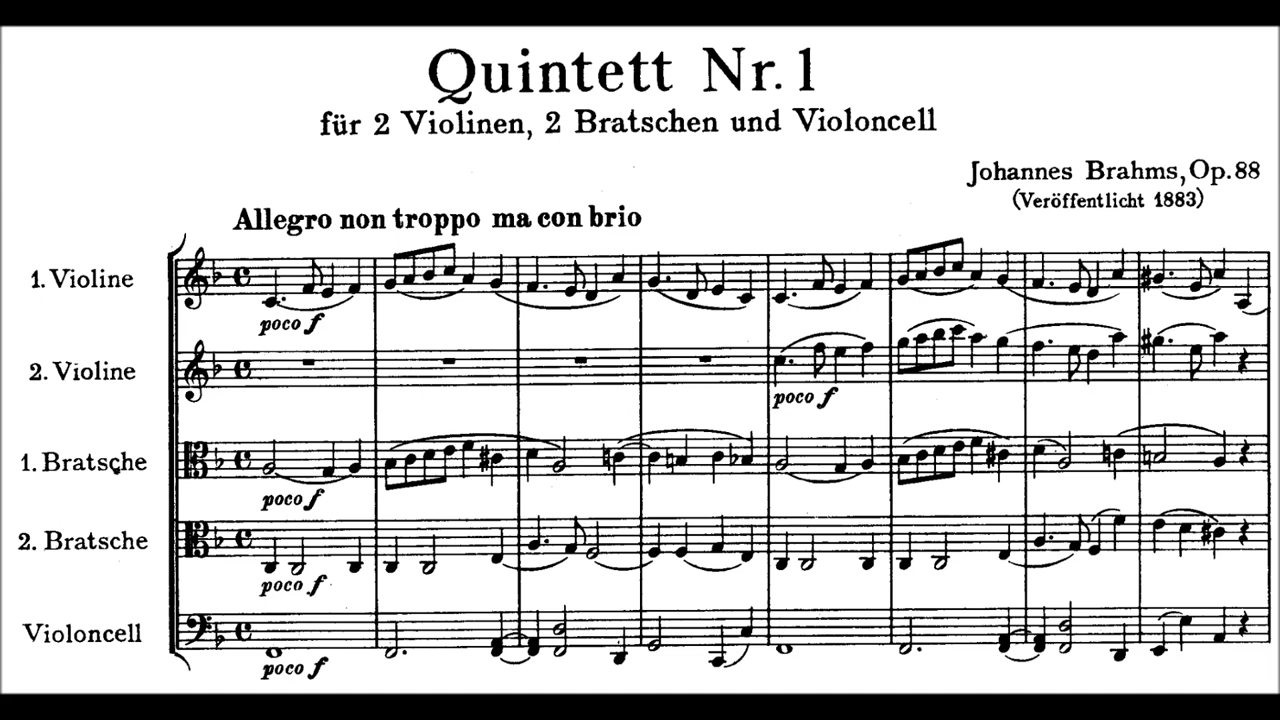 Quintett Nr. 1
für 2 Violinen, 2 Bratschen und Violoncell
Johannes Brahms, Op. 88
(Veröffentlicht 1883)
Allegro non troppo ma con brio
1. Violine
poco f
2. Violine
poco f
1. Bratsche
poco f
2. Bratsche
poco f
Violoncell
poco f